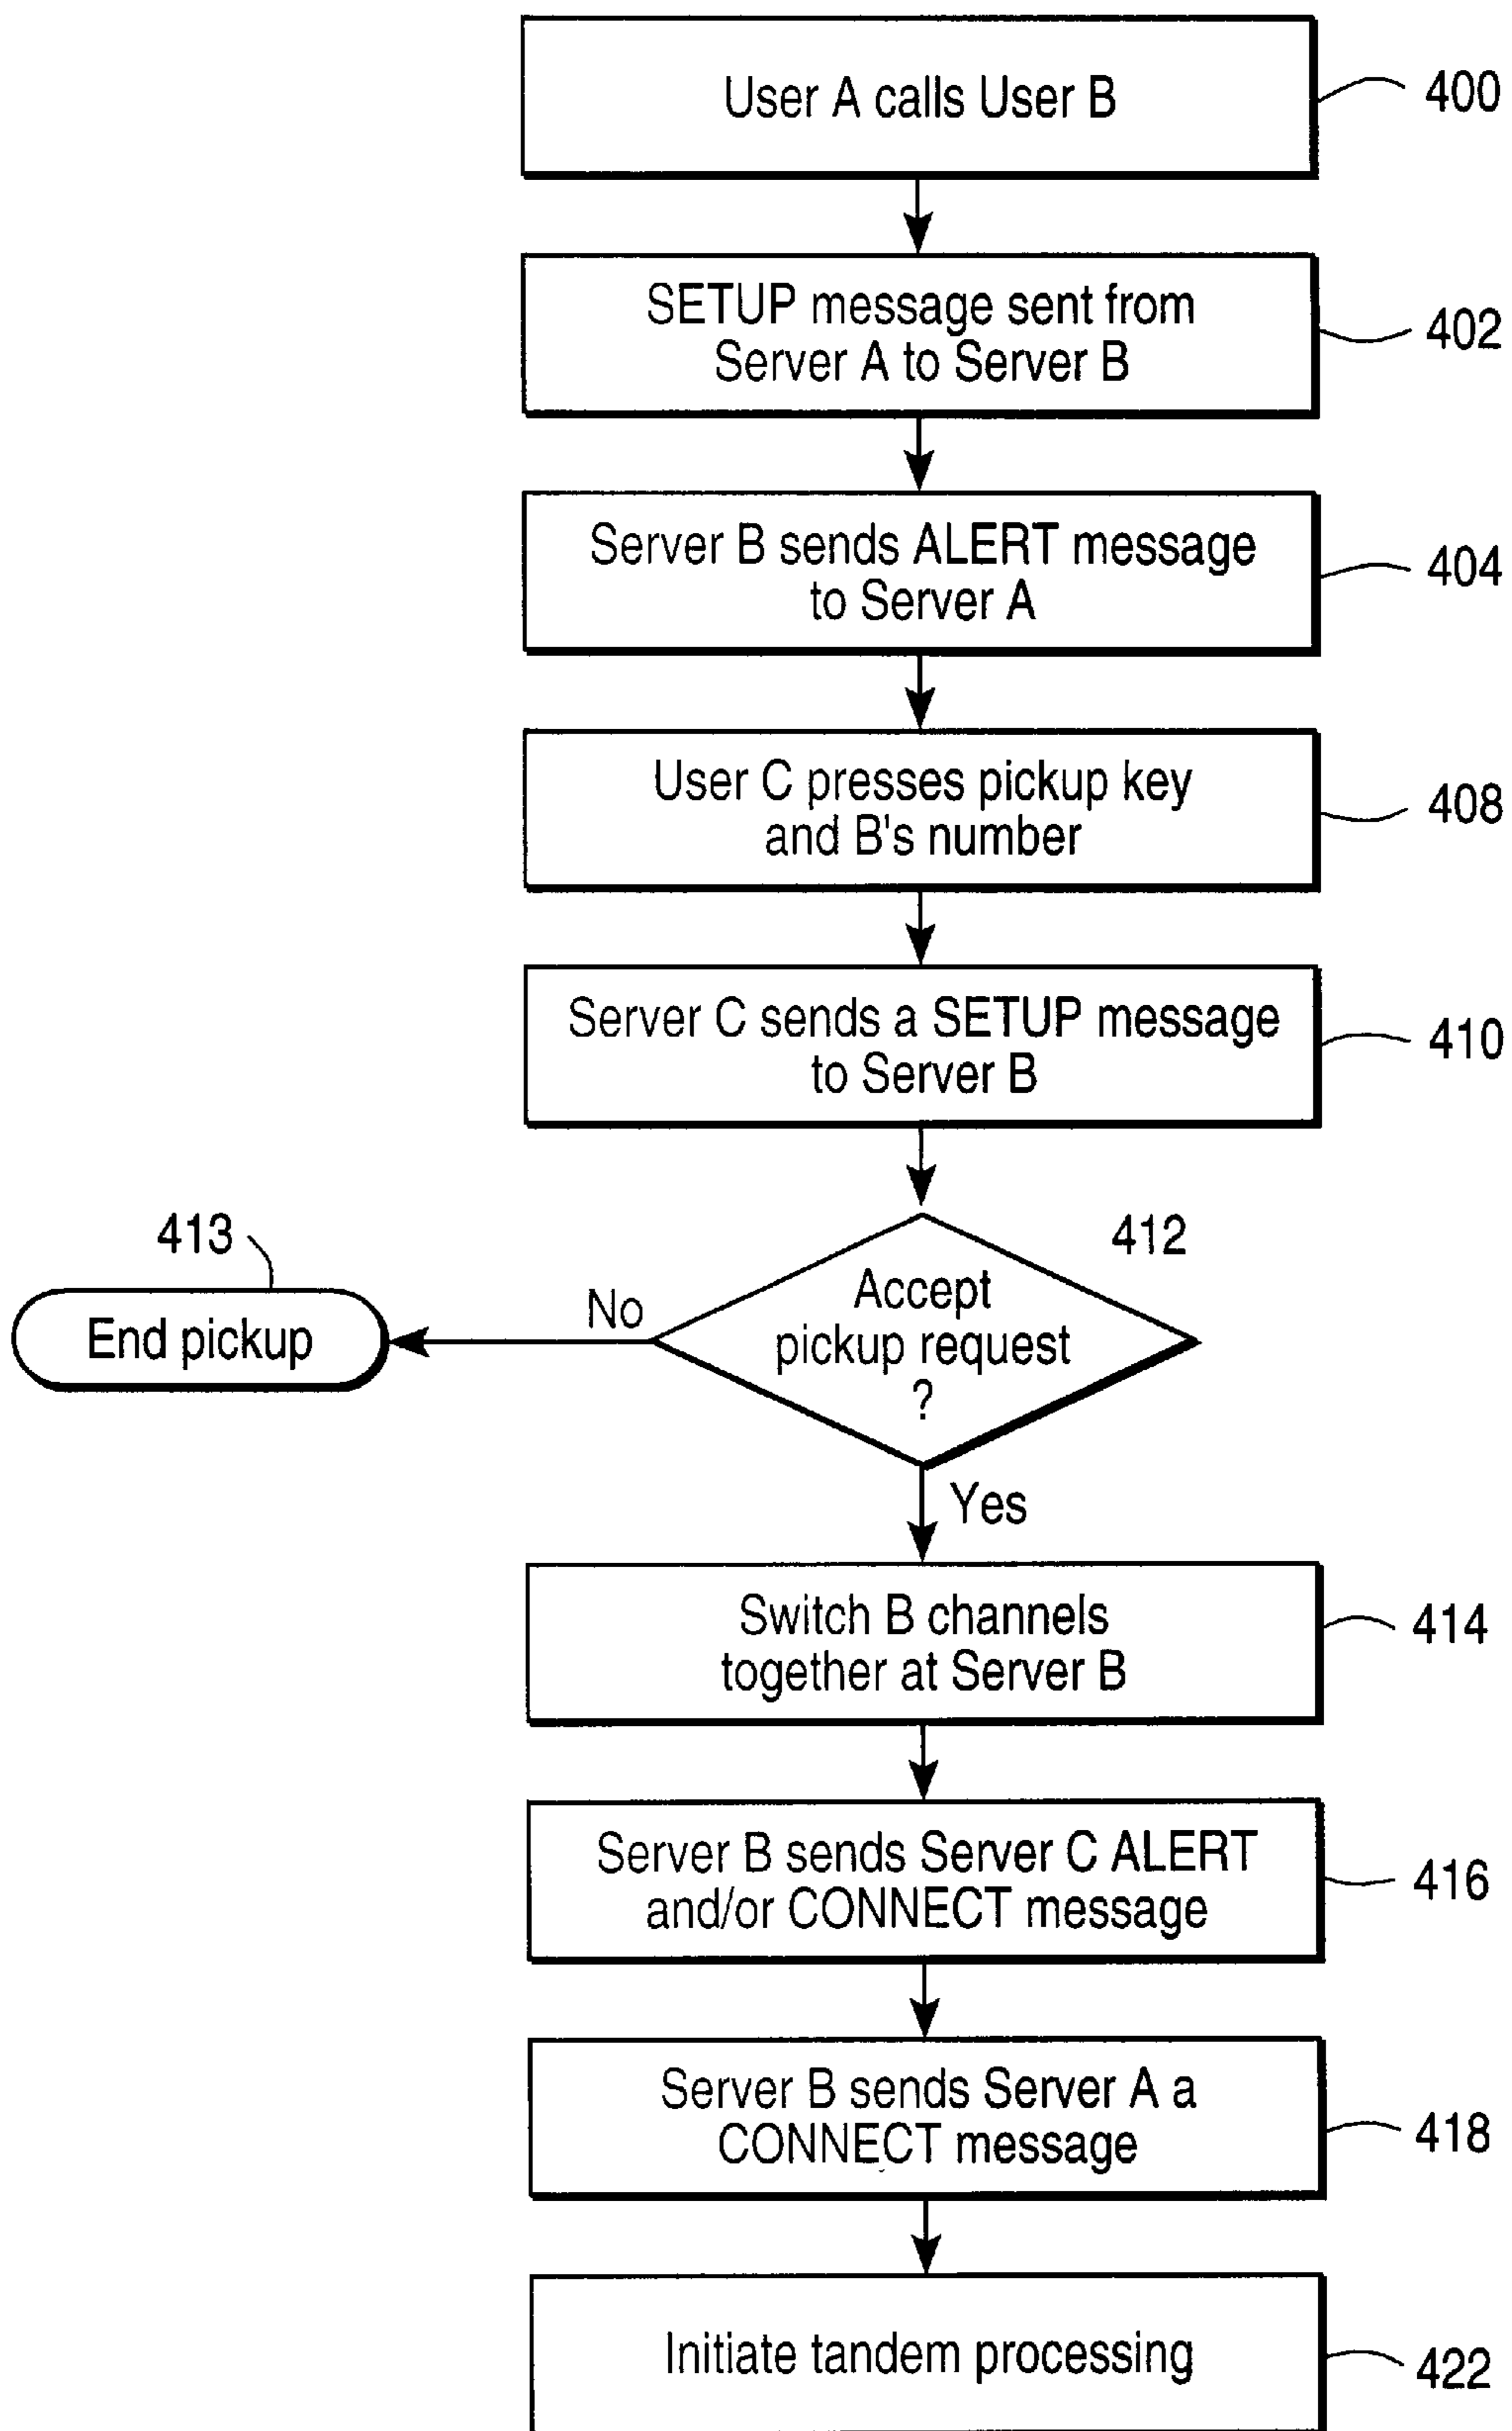 User A calls User B
400
SETUP message sent from
Server A to Server B
402
Server B sends ALERT message
to Server A
404
User C presses pickup key
and B's number
408
Server C sends a SETUP message
to Server B
410
412
413
Accept
pickup request
?
No
End pickup
Yes
Switch B channels
together at Server B
414
Server B sends Server C ALERT
and/or CONNECT message
416
Server B sends Server A a
CONNECT message
418
Initiate tandem processing
422